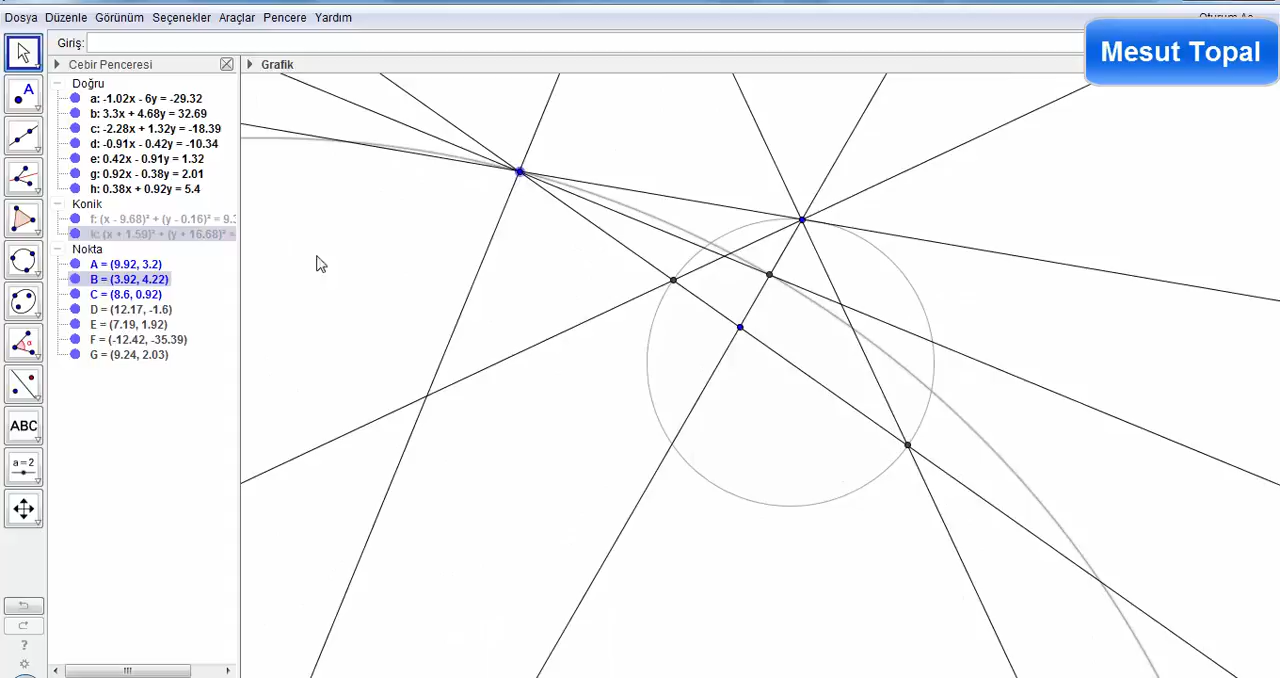 Dosya Düzenle Görünüm Seçenekler Araçlar Pencere Yardım
Mesut Topal
Giriş:
Cebir Penceresi
Grafik
Doğru
a: -1.02x - 6y = -29.32
b: 3.3x + 4.68y = 32.69
c: -2.28x + 1.32y = -18.39
d: -0.91x - 0.42y = -10.34
e: 0.42x - 0.91y = 1.32
g: 0.92x - 0.38y = 2.01
h: 0.38x + 0.92y = 5.4
Konik
f: (x - 9.68)² + (y - 0.16)² = 9.3
k: (x + 1.59)² + (y + 16.68)² =
Nokta
A = (9.92, 3.2)
B = (3.92, 4.22)
C = (8.6, 0.92)
D = (12.17, -1.6)
E = (7.19, 1.92)
F = (-12.42, -35.39)
G = (9.24, 2.03)
A
α
ABC
a=2
?